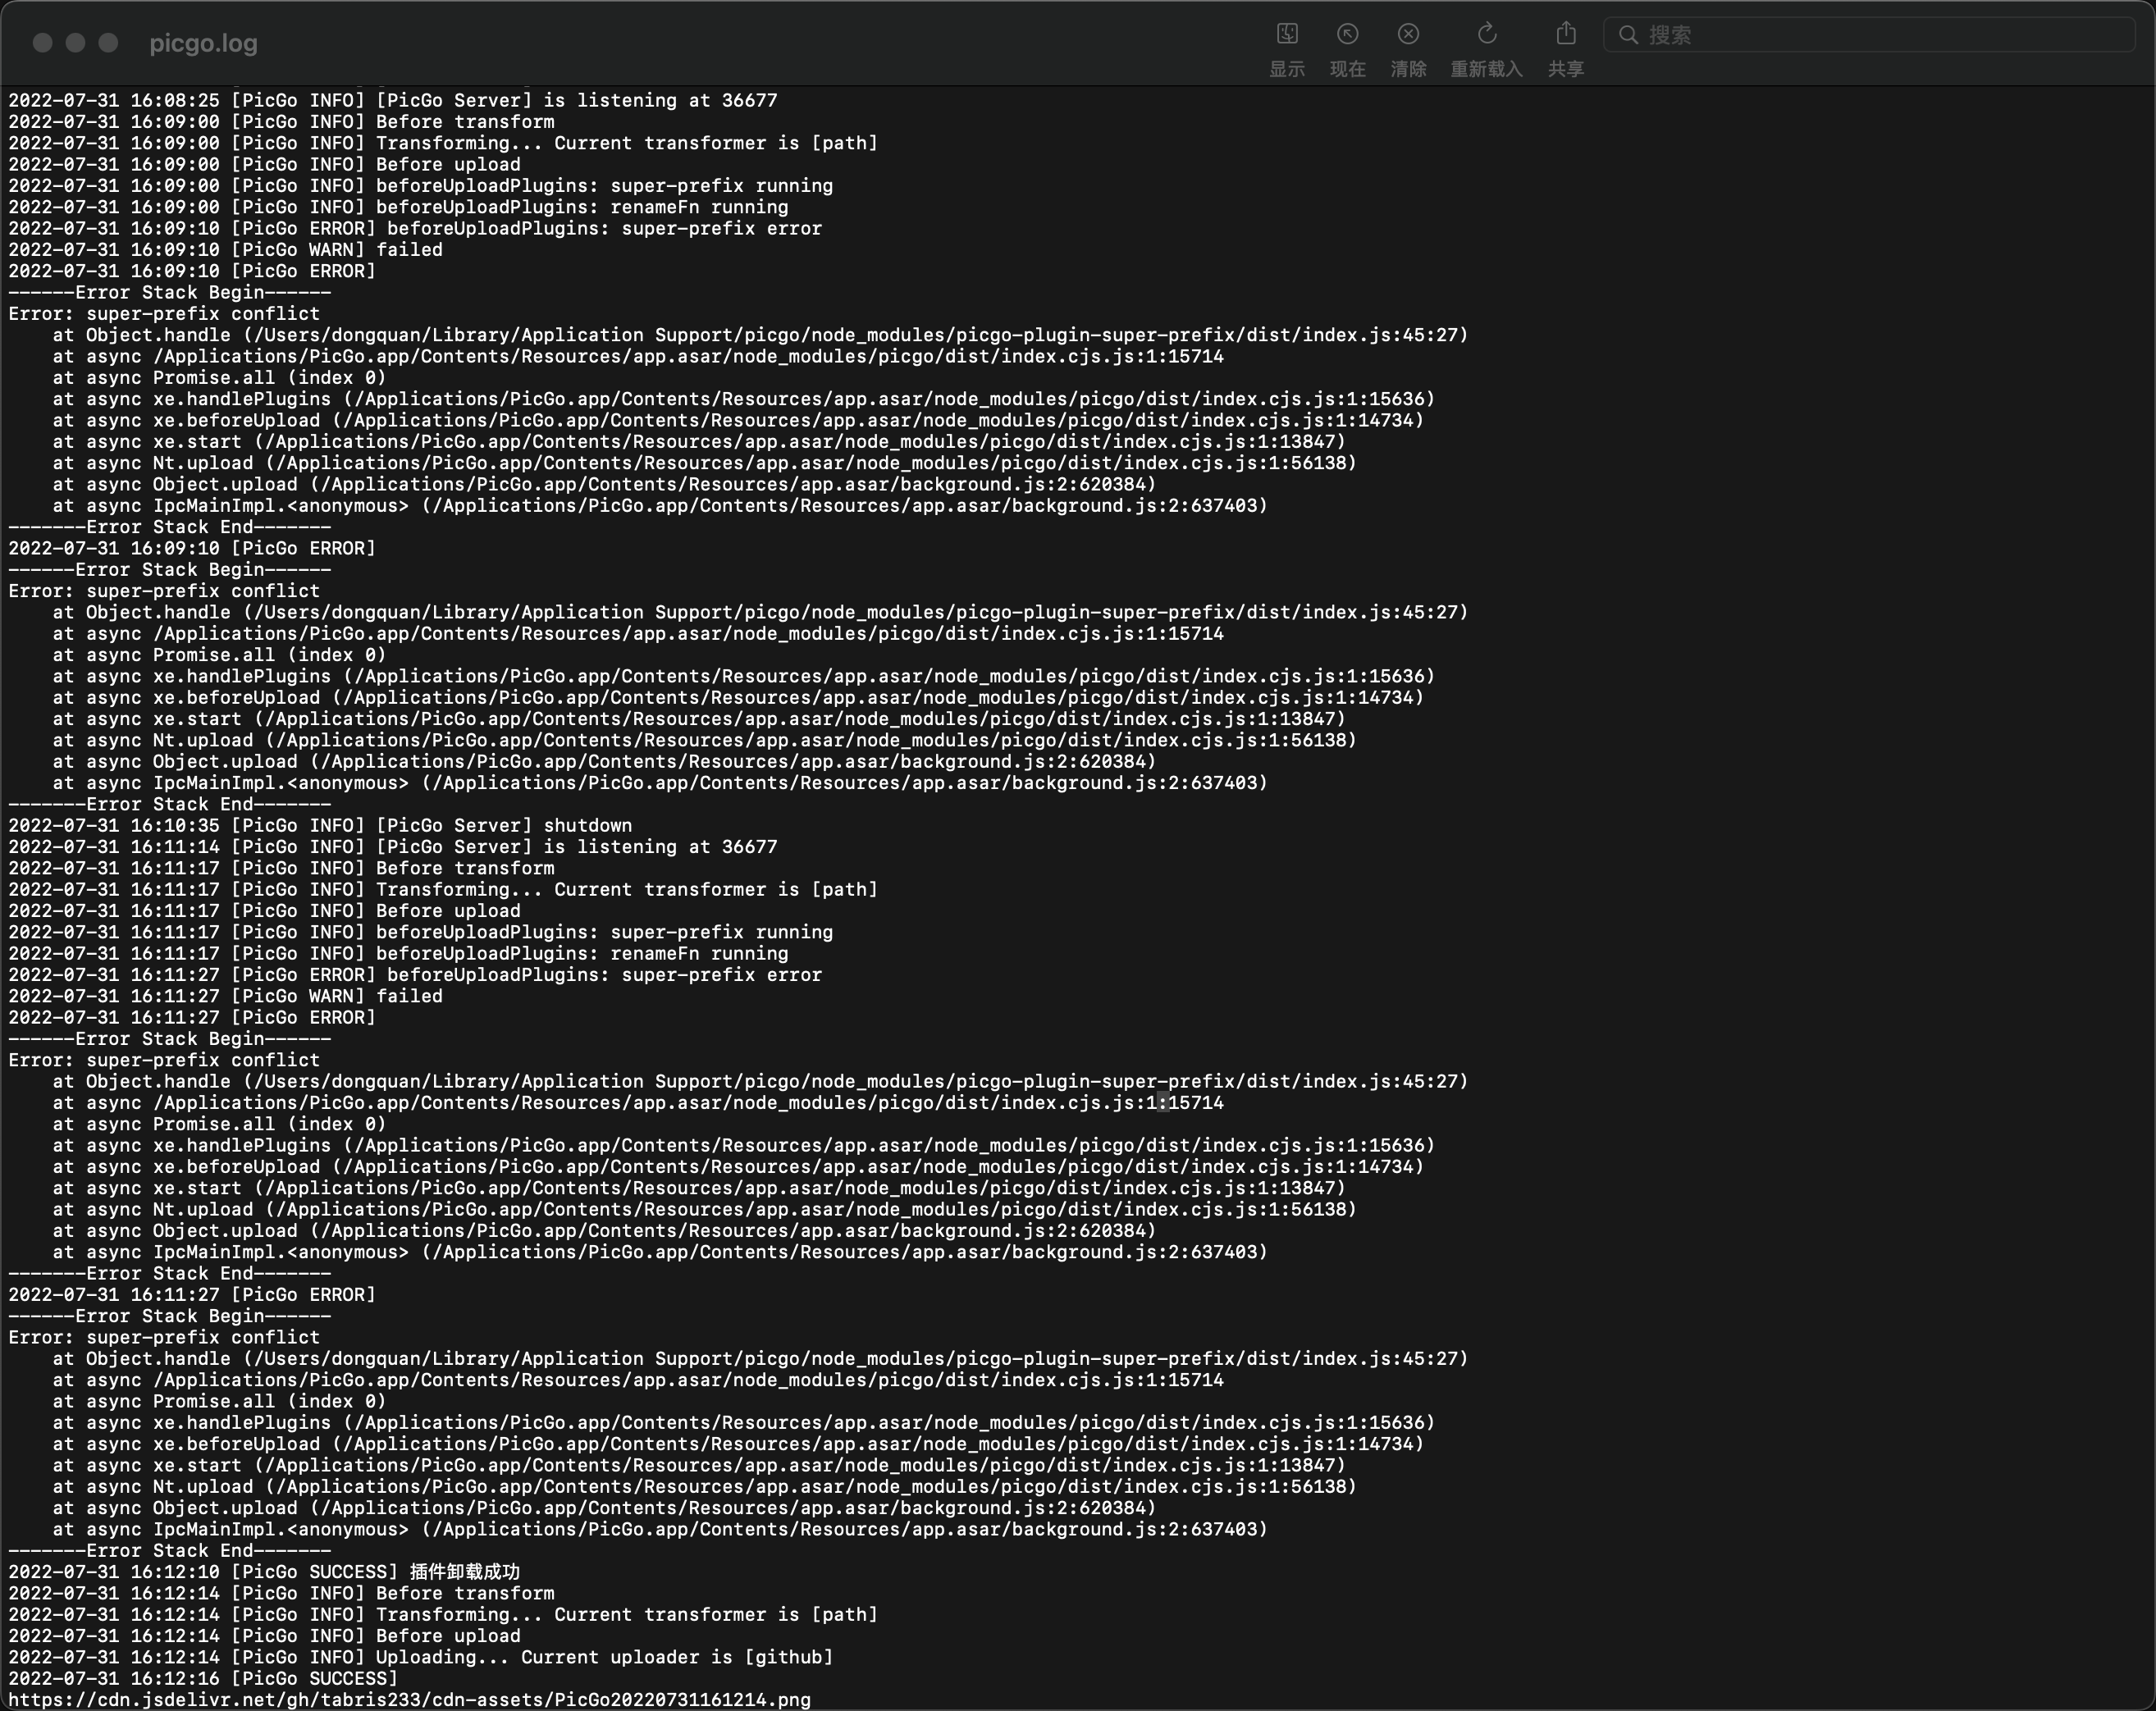 picgo.log
显示 现在 清除 重新载入 共享 搜索
2022-07-31 16:08:25 [PicGo INFO] [PicGo Server] is listening at 36677
2022-07-31 16:09:00 [PicGo INFO] Before transform
2022-07-31 16:09:00 [PicGo INFO] Transforming... Current transformer is [path]
2022-07-31 16:09:00 [PicGo INFO] Before upload
2022-07-31 16:09:00 [PicGo INFO] beforeUploadPlugins: super-prefix running
2022-07-31 16:09:00 [PicGo INFO] beforeUploadPlugins: renameFn running
2022-07-31 16:09:10 [PicGo ERROR] beforeUploadPlugins: super-prefix error
2022-07-31 16:09:10 [PicGo WARN] failed
2022-07-31 16:09:10 [PicGo ERROR]
------Error Stack Begin------
Error: super-prefix conflict
    at Object.handle (/Users/dongquan/Library/Application Support/picgo/node_modules/picgo-plugin-super-prefix/dist/index.js:45:27)
    at async /Applications/PicGo.app/Contents/Resources/app.asar/node_modules/picgo/dist/index.cjs.js:1:15714
    at async Promise.all (index 0)
    at async xe.handlePlugins (/Applications/PicGo.app/Contents/Resources/app.asar/node_modules/picgo/dist/index.cjs.js:1:15636)
    at async xe.beforeUpload (/Applications/PicGo.app/Contents/Resources/app.asar/node_modules/picgo/dist/index.cjs.js:1:14734)
    at async xe.start (/Applications/PicGo.app/Contents/Resources/app.asar/node_modules/picgo/dist/index.cjs.js:1:13847)
    at async Nt.upload (/Applications/PicGo.app/Contents/Resources/app.asar/node_modules/picgo/dist/index.cjs.js:1:56138)
    at async Object.upload (/Applications/PicGo.app/Contents/Resources/app.asar/background.js:2:620384)
    at async IpcMainImpl.<anonymous> (/Applications/PicGo.app/Contents/Resources/app.asar/background.js:2:637403)
-------Error Stack End-------
2022-07-31 16:09:10 [PicGo ERROR]
------Error Stack Begin------
Error: super-prefix conflict
    at Object.handle (/Users/dongquan/Library/Application Support/picgo/node_modules/picgo-plugin-super-prefix/dist/index.js:45:27)
    at async /Applications/PicGo.app/Contents/Resources/app.asar/node_modules/picgo/dist/index.cjs.js:1:15714
    at async Promise.all (index 0)
    at async xe.handlePlugins (/Applications/PicGo.app/Contents/Resources/app.asar/node_modules/picgo/dist/index.cjs.js:1:15636)
    at async xe.beforeUpload (/Applications/PicGo.app/Contents/Resources/app.asar/node_modules/picgo/dist/index.cjs.js:1:14734)
    at async xe.start (/Applications/PicGo.app/Contents/Resources/app.asar/node_modules/picgo/dist/index.cjs.js:1:13847)
    at async Nt.upload (/Applications/PicGo.app/Contents/Resources/app.asar/node_modules/picgo/dist/index.cjs.js:1:56138)
    at async Object.upload (/Applications/PicGo.app/Contents/Resources/app.asar/background.js:2:620384)
    at async IpcMainImpl.<anonymous> (/Applications/PicGo.app/Contents/Resources/app.asar/background.js:2:637403)
-------Error Stack End-------
2022-07-31 16:10:35 [PicGo INFO] [PicGo Server] shutdown
2022-07-31 16:11:14 [PicGo INFO] [PicGo Server] is listening at 36677
2022-07-31 16:11:17 [PicGo INFO] Before transform
2022-07-31 16:11:17 [PicGo INFO] Transforming... Current transformer is [path]
2022-07-31 16:11:17 [PicGo INFO] Before upload
2022-07-31 16:11:17 [PicGo INFO] beforeUploadPlugins: super-prefix running
2022-07-31 16:11:17 [PicGo INFO] beforeUploadPlugins: renameFn running
2022-07-31 16:11:27 [PicGo ERROR] beforeUploadPlugins: super-prefix error
2022-07-31 16:11:27 [PicGo WARN] failed
2022-07-31 16:11:27 [PicGo ERROR]
------Error Stack Begin------
Error: super-prefix conflict
    at Object.handle (/Users/dongquan/Library/Application Support/picgo/node_modules/picgo-plugin-super-prefix/dist/index.js:45:27)
    at async /Applications/PicGo.app/Contents/Resources/app.asar/node_modules/picgo/dist/index.cjs.js:1:15714
    at async Promise.all (index 0)
    at async xe.handlePlugins (/Applications/PicGo.app/Contents/Resources/app.asar/node_modules/picgo/dist/index.cjs.js:1:15636)
    at async xe.beforeUpload (/Applications/PicGo.app/Contents/Resources/app.asar/node_modules/picgo/dist/index.cjs.js:1:14734)
    at async xe.start (/Applications/PicGo.app/Contents/Resources/app.asar/node_modules/picgo/dist/index.cjs.js:1:13847)
    at async Nt.upload (/Applications/PicGo.app/Contents/Resources/app.asar/node_modules/picgo/dist/index.cjs.js:1:56138)
    at async Object.upload (/Applications/PicGo.app/Contents/Resources/app.asar/background.js:2:620384)
    at async IpcMainImpl.<anonymous> (/Applications/PicGo.app/Contents/Resources/app.asar/background.js:2:637403)
-------Error Stack End-------
2022-07-31 16:11:27 [PicGo ERROR]
------Error Stack Begin------
Error: super-prefix conflict
    at Object.handle (/Users/dongquan/Library/Application Support/picgo/node_modules/picgo-plugin-super-prefix/dist/index.js:45:27)
    at async /Applications/PicGo.app/Contents/Resources/app.asar/node_modules/picgo/dist/index.cjs.js:1:15714
    at async Promise.all (index 0)
    at async xe.handlePlugins (/Applications/PicGo.app/Contents/Resources/app.asar/node_modules/picgo/dist/index.cjs.js:1:15636)
    at async xe.beforeUpload (/Applications/PicGo.app/Contents/Resources/app.asar/node_modules/picgo/dist/index.cjs.js:1:14734)
    at async xe.start (/Applications/PicGo.app/Contents/Resources/app.asar/node_modules/picgo/dist/index.cjs.js:1:13847)
    at async Nt.upload (/Applications/PicGo.app/Contents/Resources/app.asar/node_modules/picgo/dist/index.cjs.js:1:56138)
    at async Object.upload (/Applications/PicGo.app/Contents/Resources/app.asar/background.js:2:620384)
    at async IpcMainImpl.<anonymous> (/Applications/PicGo.app/Contents/Resources/app.asar/background.js:2:637403)
-------Error Stack End-------
2022-07-31 16:12:10 [PicGo SUCCESS] 插件卸载成功
2022-07-31 16:12:14 [PicGo INFO] Before transform
2022-07-31 16:12:14 [PicGo INFO] Transforming... Current transformer is [path]
2022-07-31 16:12:14 [PicGo INFO] Before upload
2022-07-31 16:12:14 [PicGo INFO] Uploading... Current uploader is [github]
2022-07-31 16:12:16 [PicGo SUCCESS]
https://cdn.jsdelivr.net/gh/tabris233/cdn-assets/PicGo20220731161214.png